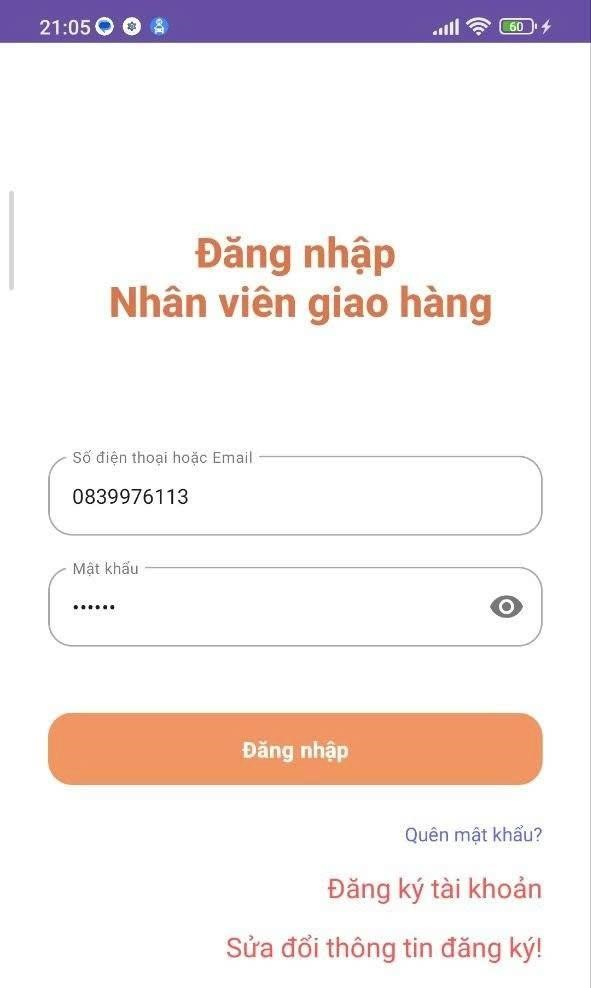 21:05
60
Đăng nhập
Nhân viên giao hàng
Số điện thoại hoặc Email
0839976113
Mật khẩu
••••••
Đăng nhập
Quên mật khẩu?
Đăng ký tài khoản
Sửa đổi thông tin đăng ký!